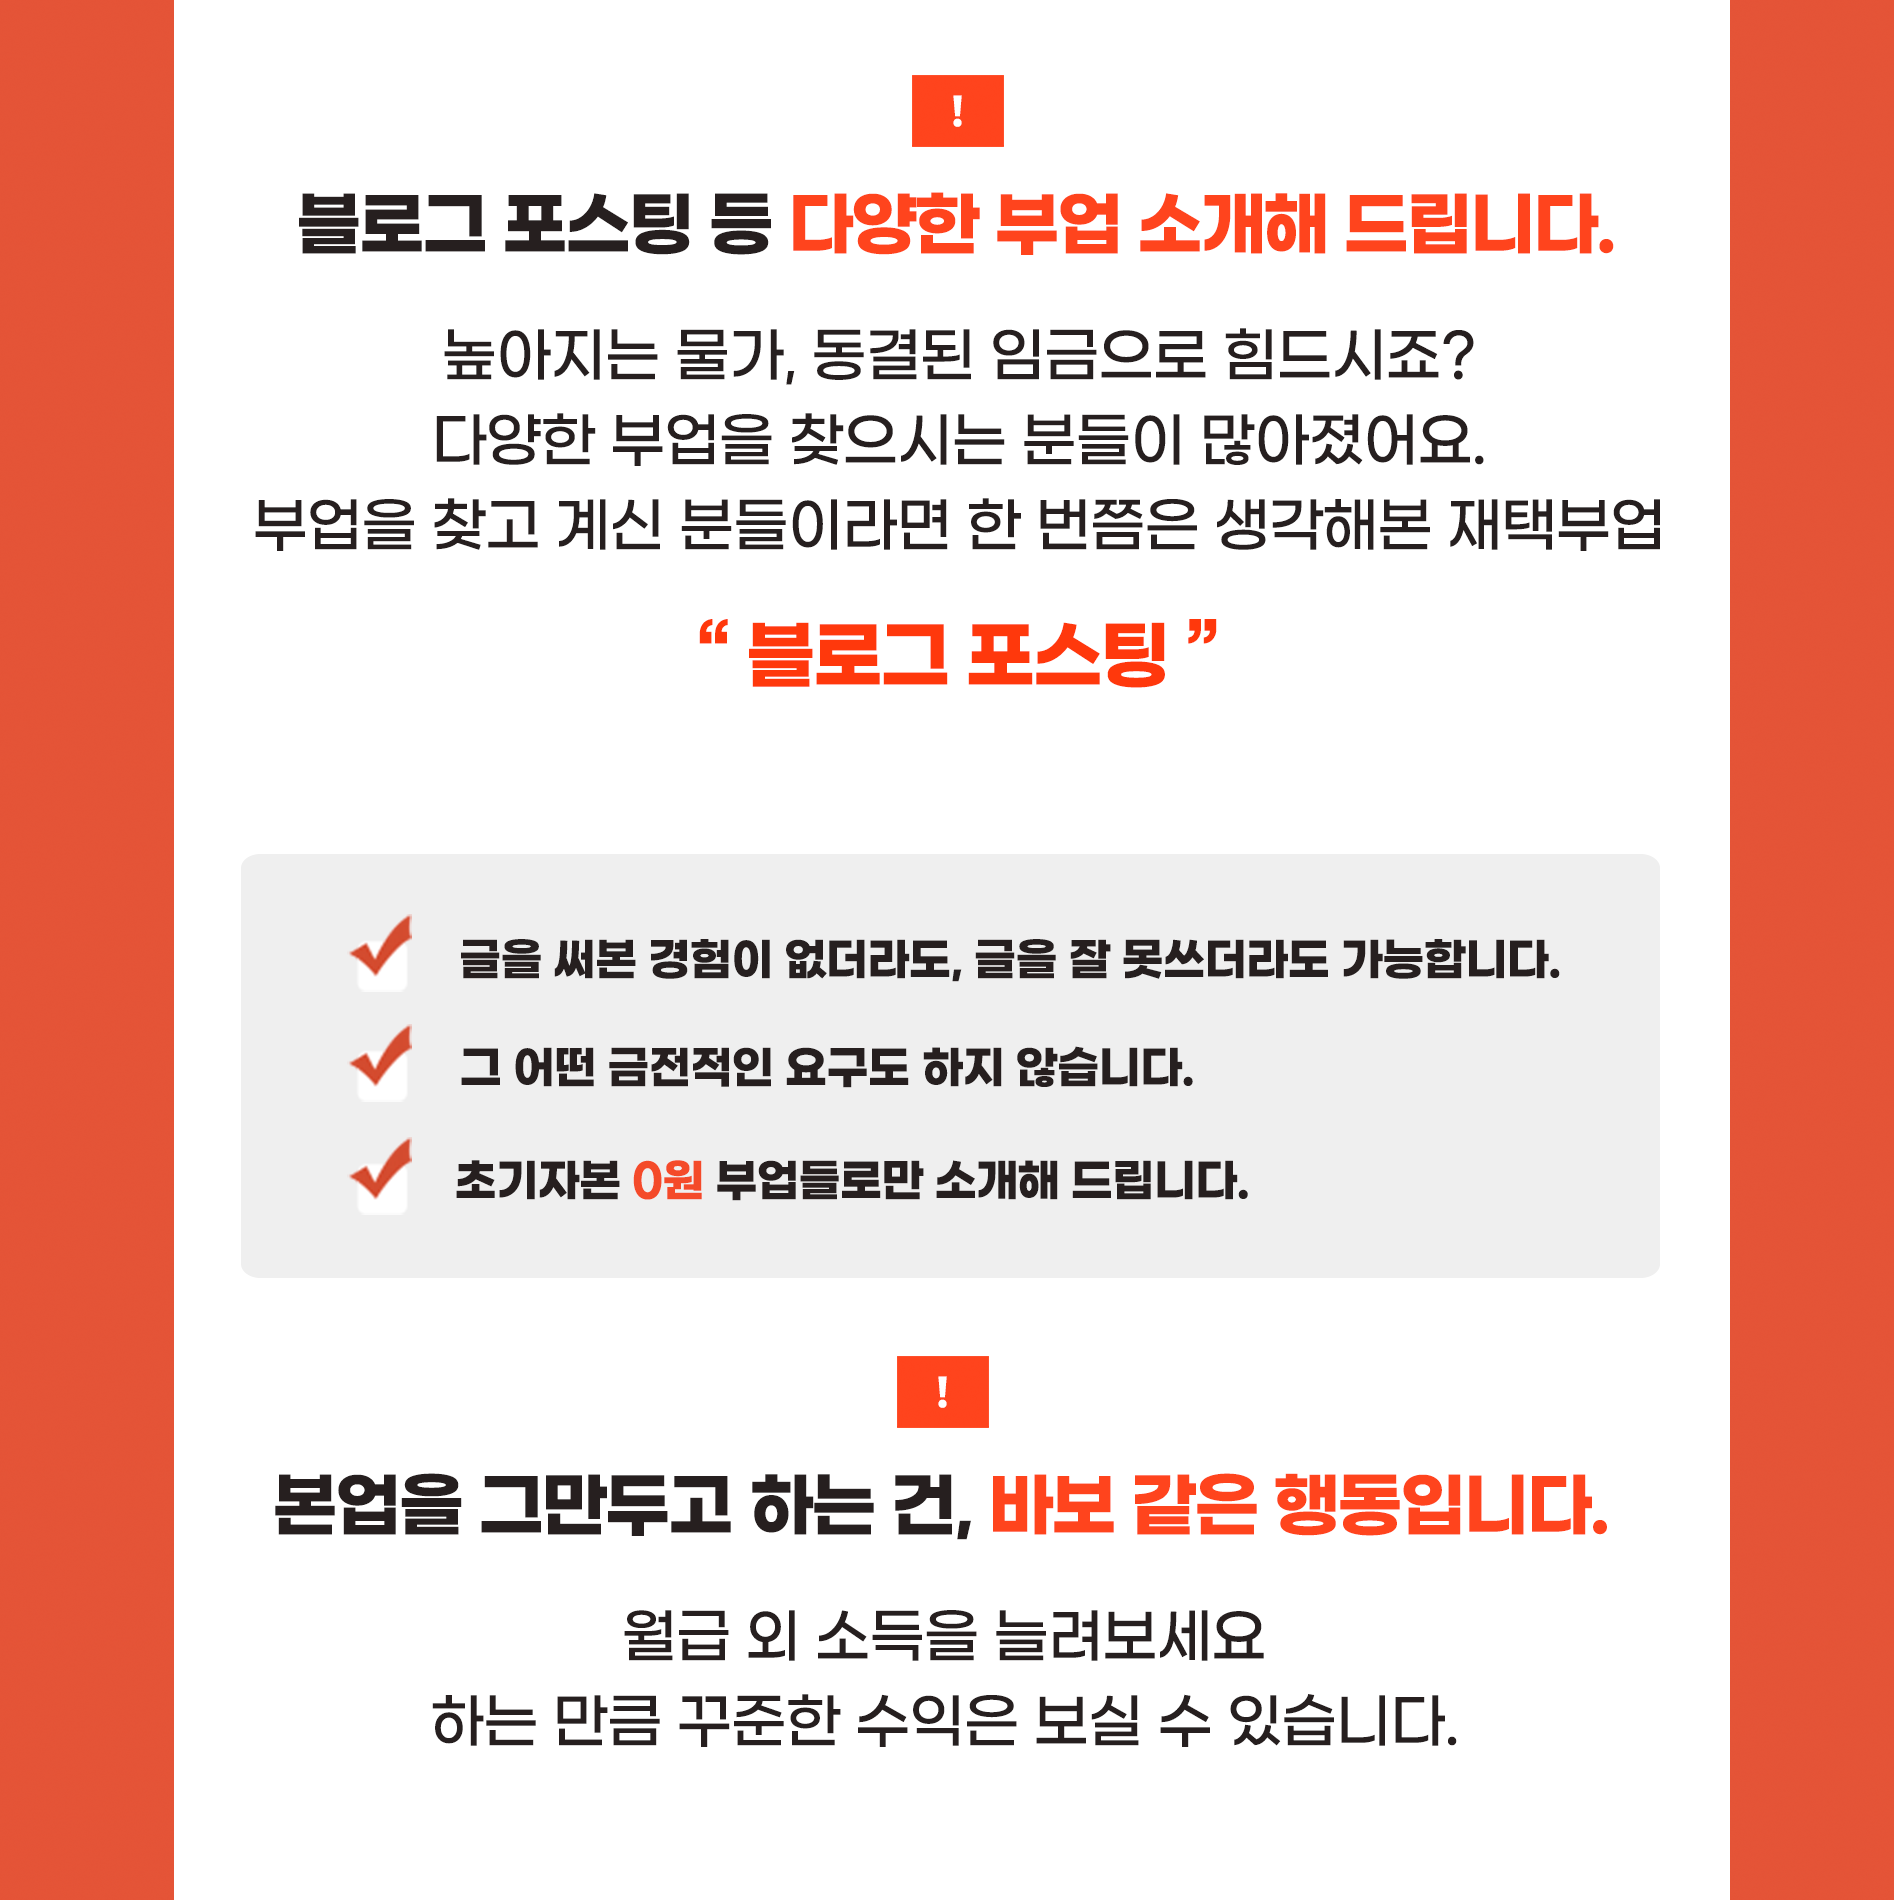 !
블로그 포스팅 등 다양한 부업 소개해 드립니다.
높아지는 물가, 동결된 임금으로 힘드시죠?
다양한 부업을 찾으시는 분들이 많아졌어요.
부업을 찾고 계신 분들이라면 한 번쯤은 생각해본 재택부업
“ 블로그 포스팅 ”
글을 써본 경험이 없더라도, 글을 잘 못쓰더라도 가능합니다.
그 어떤 금전적인 요구도 하지 않습니다.
초기자본 0원 부업들로만 소개해 드립니다.
!
본업을 그만두고 하는 건, 바보 같은 행동입니다.
월급 외 소득을 늘려보세요
하는 만큼 꾸준한 수익은 보실 수 있습니다.